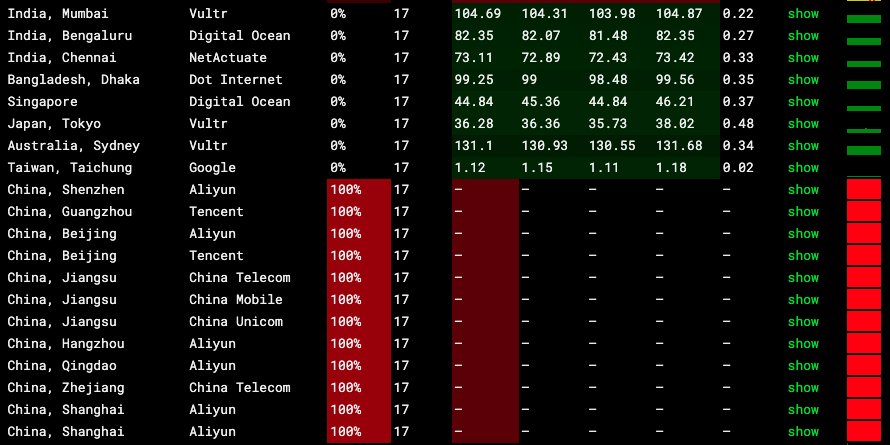 India, Mumbai Vultr 0% 17 104.69 104.31 103.98 104.87 0.22 show
India, Bengaluru Digital Ocean 0% 17 82.35 82.07 81.48 82.35 0.27 show
India, Chennai NetActuate 0% 17 73.11 72.89 72.43 73.42 0.33 show
Bangladesh, Dhaka Dot Internet 0% 17 99.25 99 98.48 99.56 0.35 show
Singapore Digital Ocean 0% 17 44.84 45.36 44.84 46.21 0.37 show
Japan, Tokyo Vultr 0% 17 36.28 36.36 35.73 38.02 0.48 show
Australia, Sydney Vultr 0% 17 131.1 130.93 130.55 131.68 0.34 show
Taiwan, Taichung Google 0% 17 1.12 1.15 1.11 1.18 0.02 show
China, Shenzhen Aliyun 100% 17 – – – – – show
China, Guangzhou Tencent 100% 17 – – – – – show
China, Beijing Aliyun 100% 17 – – – – – show
China, Beijing Tencent 100% 17 – – – – – show
China, Jiangsu China Telecom 100% 17 – – – – – show
China, Jiangsu China Mobile 100% 17 – – – – – show
China, Jiangsu China Unicom 100% 17 – – – – – show
China, Hangzhou Aliyun 100% 17 – – – – – show
China, Qingdao Aliyun 100% 17 – – – – – show
China, Zhejiang China Telecom 100% 17 – – – – – show
China, Shanghai Aliyun 100% 17 – – – – – show
China, Shanghai Aliyun 100% 17 – – – – – show